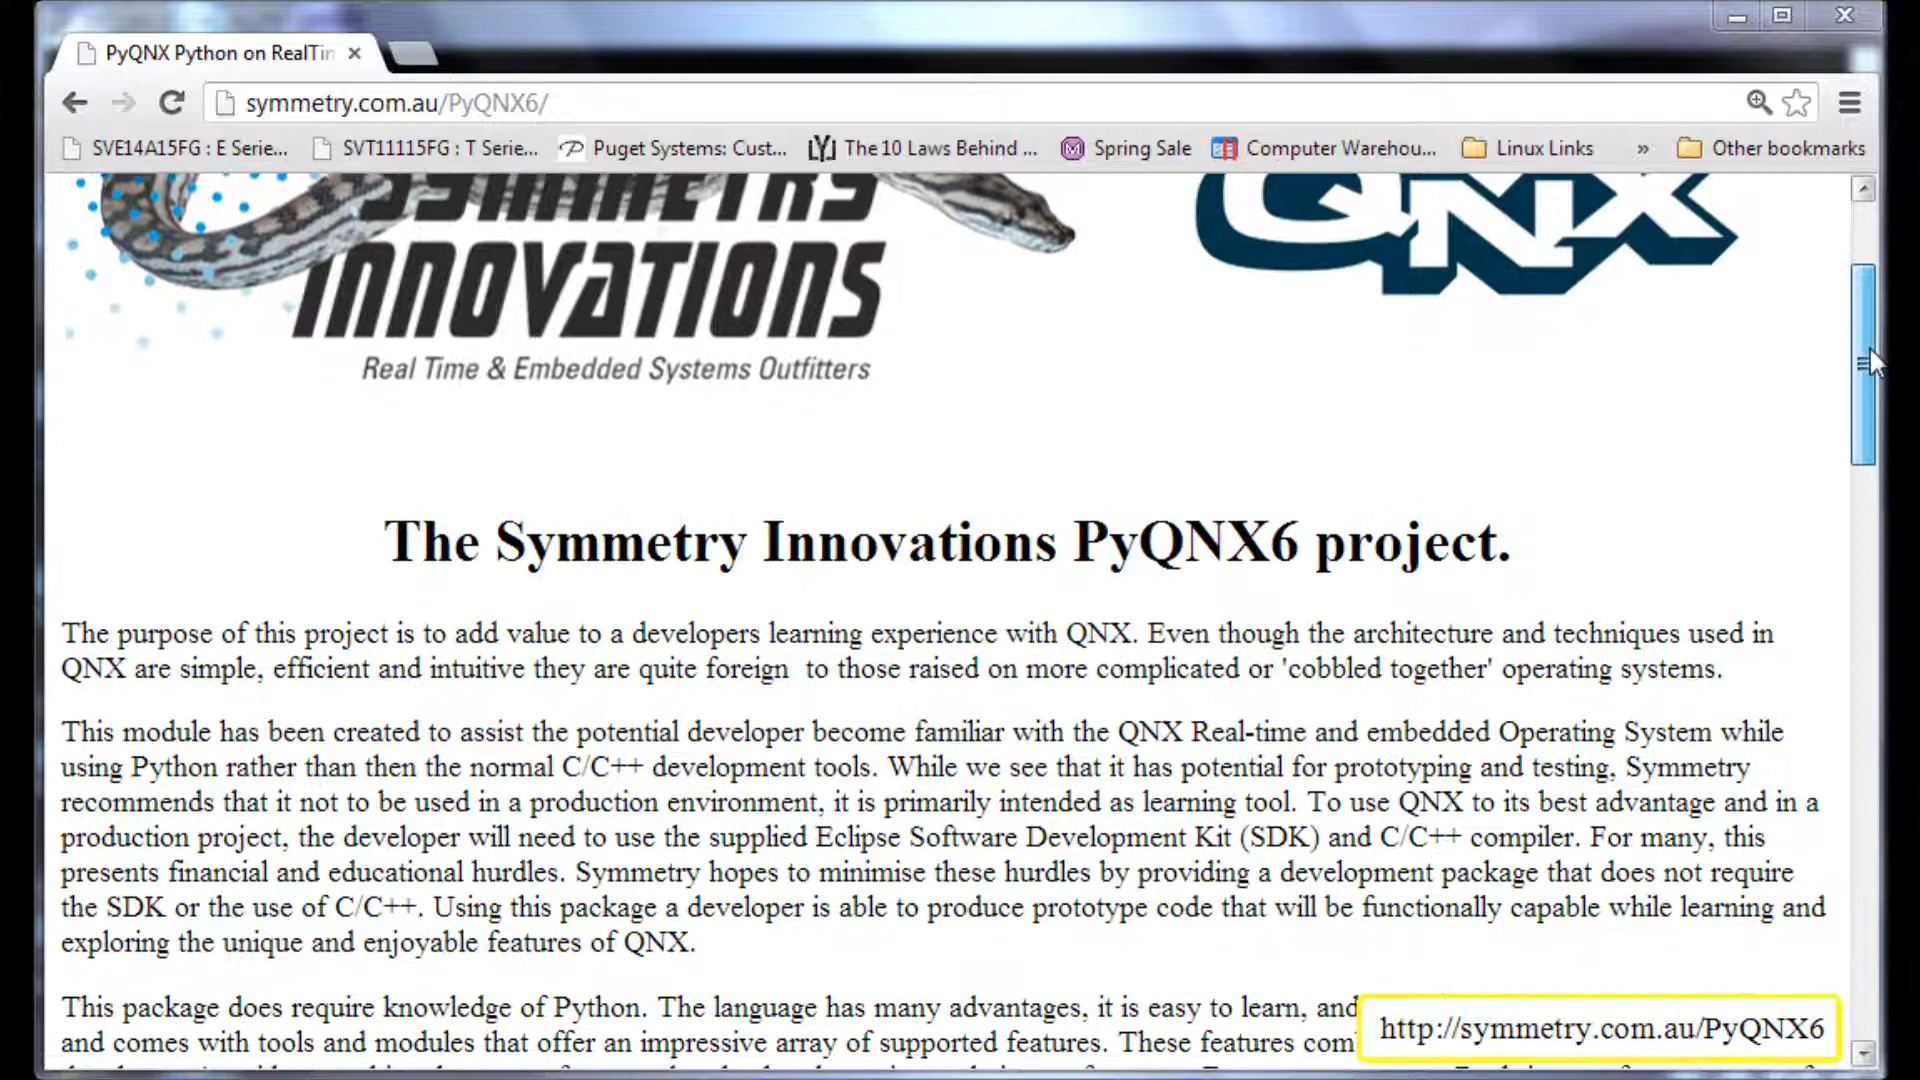 PyQNX Python on RealTin
symmetry.com.au/PyQNX6/
SVE14A15FG : E Serie...
SVT11115FG : T Serie...
Puget Systems: Cust...
The 10 Laws Behind ...
Spring Sale
Computer Warehou...
Linux Links
»
Other bookmarks
SYMMETRY
INNOVATIONS
Real Time & Embedded Systems Outfitters
QNX
The Symmetry Innovations PyQNX6 project.
The purpose of this project is to add value to a developers learning experience with QNX. Even though the architecture and techniques used in
QNX are simple, efficient and intuitive they are quite foreign  to those raised on more complicated or 'cobbled together' operating systems.
This module has been created to assist the potential developer become familiar with the QNX Real-time and embedded Operating System while
using Python rather than then the normal C/C++ development tools. While we see that it has potential for prototyping and testing, Symmetry
recommends that it not to be used in a production environment, it is primarily intended as learning tool. To use QNX to its best advantage and in a
production project, the developer will need to use the supplied Eclipse Software Development Kit (SDK) and C/C++ compiler. For many, this
presents financial and educational hurdles. Symmetry hopes to minimise these hurdles by providing a development package that does not require
the SDK or the use of C/C++. Using this package a developer is able to produce prototype code that will be functionally capable while learning and
exploring the unique and enjoyable features of QNX.
This package does require knowledge of Python. The language has many advantages, it is easy to learn, and
and comes with tools and modules that offer an impressive array of supported features. These features com
http://symmetry.com.au/PyQNX6